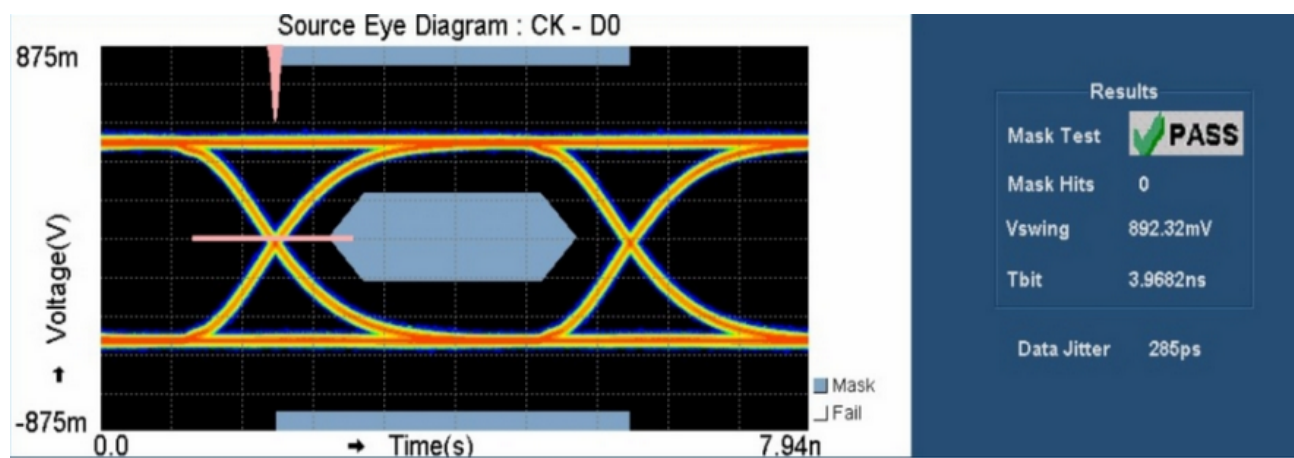 Source Eye Diagram : CK - D0
875m
Voltage(V)
-875m
0.0
Time(s)
7.94n
Mask
Fail
Results
Mask Test PASS
Mask Hits 0
Vswing 892.32mV
Tbit 3.9682ns
Data Jitter 285ps